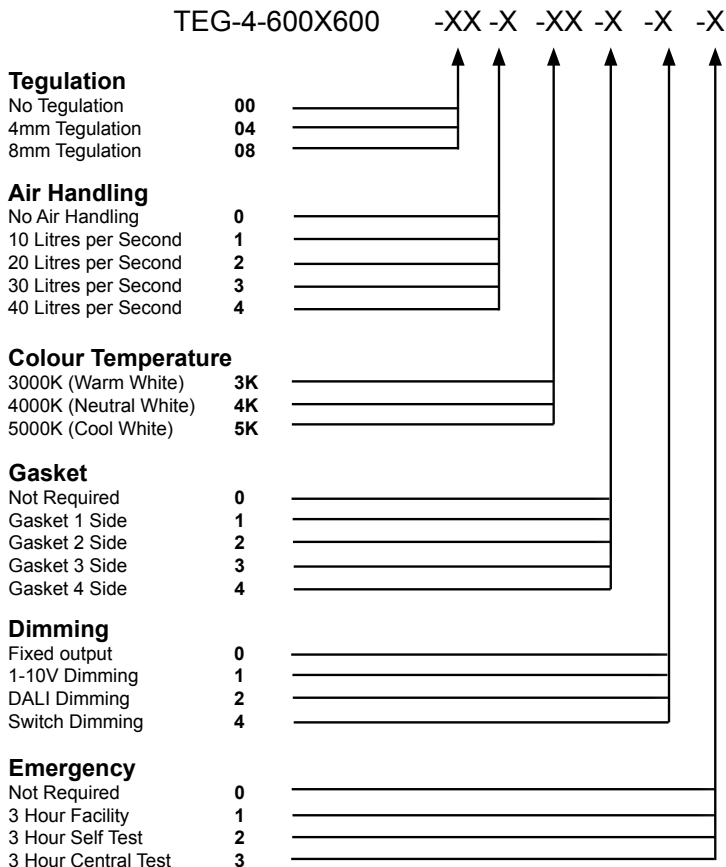 TEG-4-600X600 -XX -X -XX -X -X -X
Tegulation
No Tegulation 00
4mm Tegulation 04
8mm Tegulation 08
Air Handling
No Air Handling 0
10 Litres per Second 1
20 Litres per Second 2
30 Litres per Second 3
40 Litres per Second 4
Colour Temperature
3000K (Warm White) 3K
4000K (Neutral White) 4K
5000K (Cool White) 5K
Gasket
Not Required 0
Gasket 1 Side 1
Gasket 2 Side 2
Gasket 3 Side 3
Gasket 4 Side 4
Dimming
Fixed output 0
1-10V Dimming 1
DALI Dimming 2
Switch Dimming 4
Emergency
Not Required 0
3 Hour Facility 1
3 Hour Self Test 2
3 Hour Central Test 3